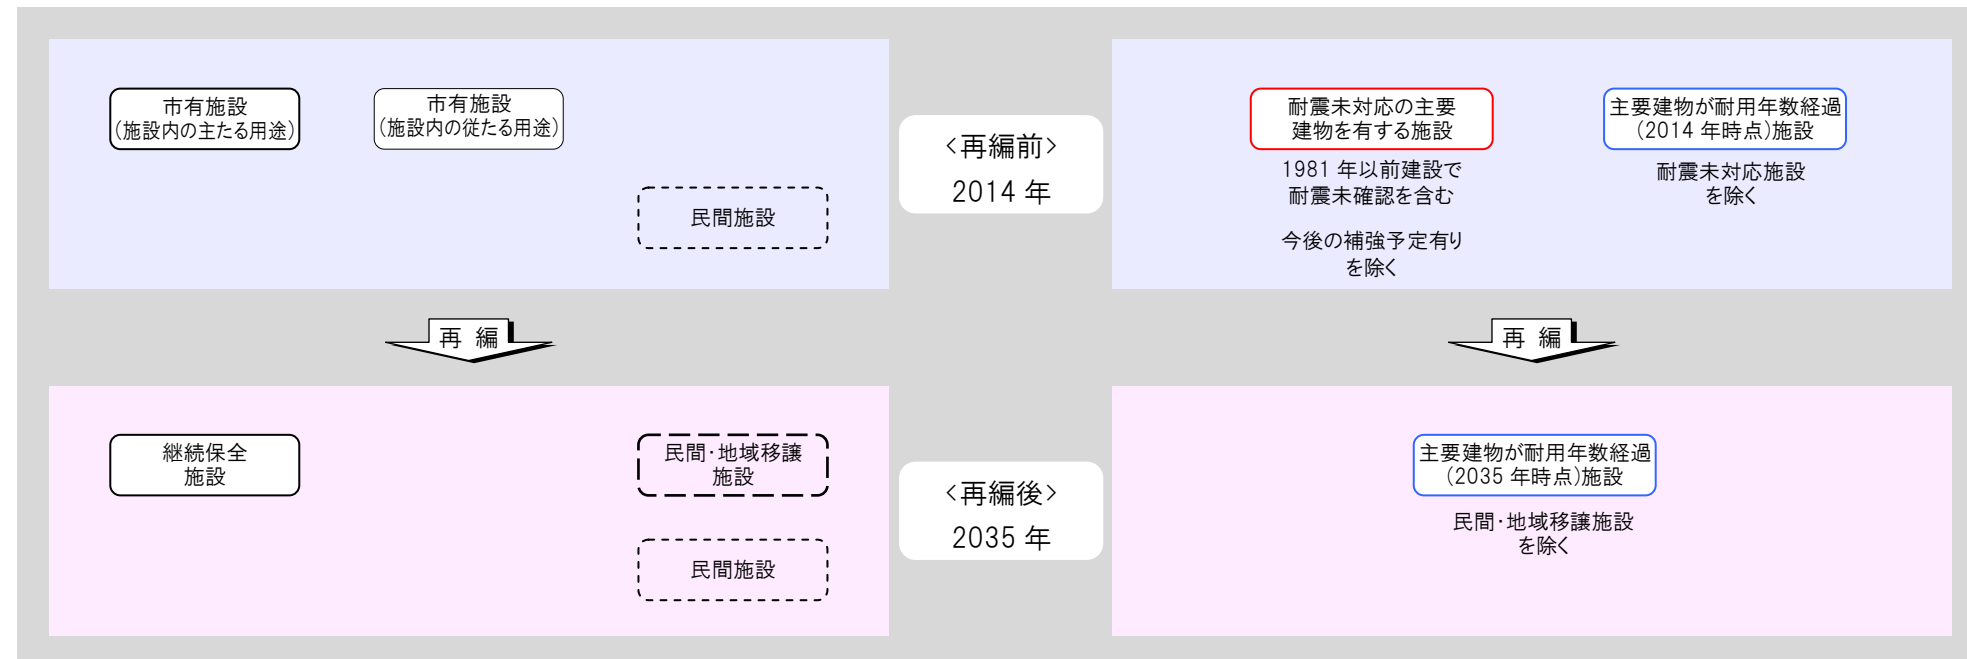 市有施設
(施設内の主たる用途)
市有施設
(施設内の従たる用途)
民間施設
<再編前>
2014 年
耐震未対応の主要
建物を有する施設
1981 年以前建設で
耐震未確認を含む
今後の補強予定有り
を除く
主要建物が耐用年数経過
(2014 年時点)施設
耐震未対応施設
を除く
再 編
再 編
継続保全
施設
民間・地域移譲
施設
民間施設
<再編後>
2035 年
主要建物が耐用年数経過
(2035 年時点)施設
民間・地域移譲施設
を除く